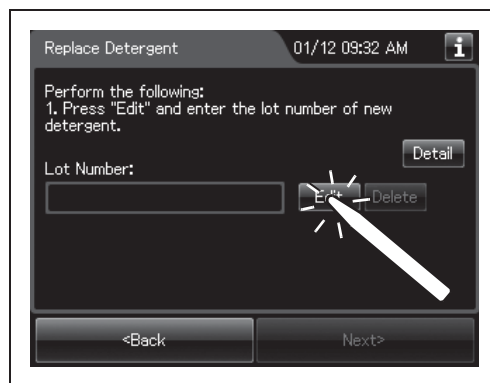 Replace Detergent
01/12 09:32 AM
i
Perform the following:
1. Press "Edit" and enter the lot number of new
detergent.
Detail
Lot Number:
Edit
Delete
<Back
Next>